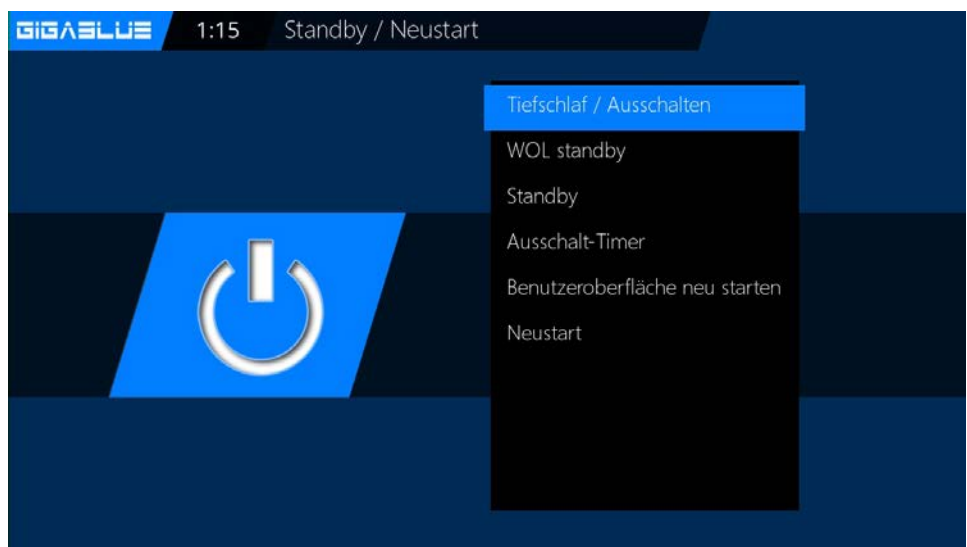 GIGABLUE 1:15 Standby / Neustart
Tiefschlaf / Ausschalten
WOL standby
Standby
Ausschalt-Timer
Benutzeroberfläche neu starten
Neustart